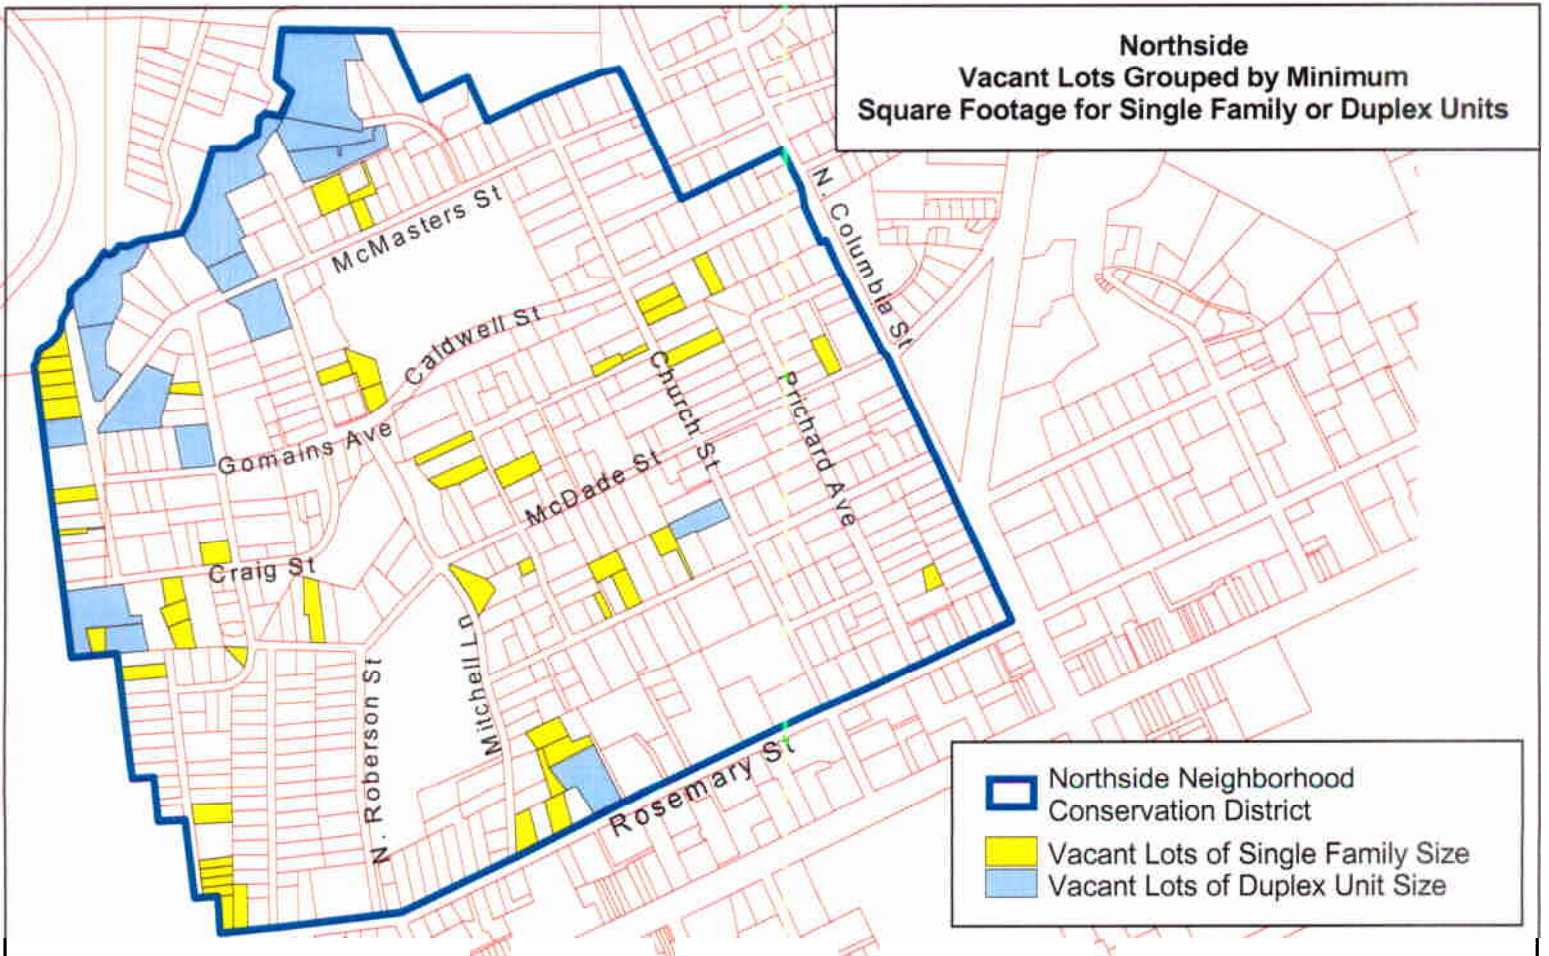 Northside
Vacant Lots Grouped by Minimum
Square Footage for Single Family or Duplex Units
N. Columbia St
McMasters St
Caldwell St
Church St
Prichard Ave
Gomains Ave
McDade St
Craig St
Mitchell Ln
N. Roberson St
Rosemary St
Northside Neighborhood
Conservation District
Vacant Lots of Single Family Size
Vacant Lots of Duplex Unit Size